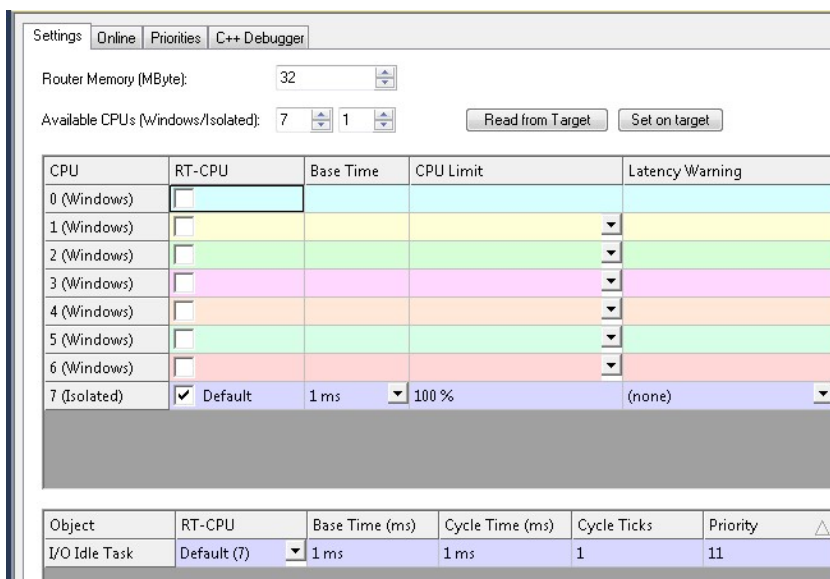 Settings Online Priorities C++ Debugger
Router Memory (MByte): 32
Available CPUs (Windows/Isolated): 7 1 Read from Target Set on target
CPU RT-CPU Base Time CPU Limit Latency Warning
0 (Windows)
1 (Windows)
2 (Windows)
3 (Windows)
4 (Windows)
5 (Windows)
6 (Windows)
7 (Isolated) Default 1 ms 100 % (none)
Object RT-CPU Base Time (ms) Cycle Time (ms) Cycle Ticks Priority
I/O Idle Task Default (7) 1 ms 1 ms 1 11